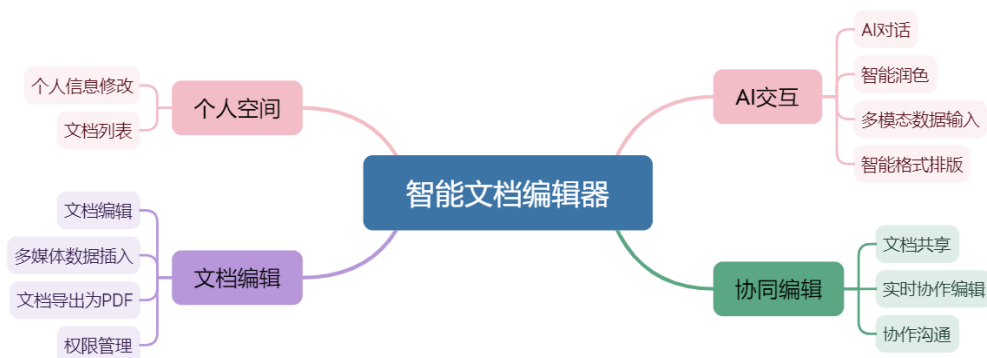 智能文档编辑器
个人空间
个人信息修改
文档列表
文档编辑
文档编辑
多媒体数据插入
文档导出为PDF
权限管理
AI交互
AI对话
智能润色
多模态数据输入
智能格式排版
协同编辑
文档共享
实时协作编辑
协作沟通